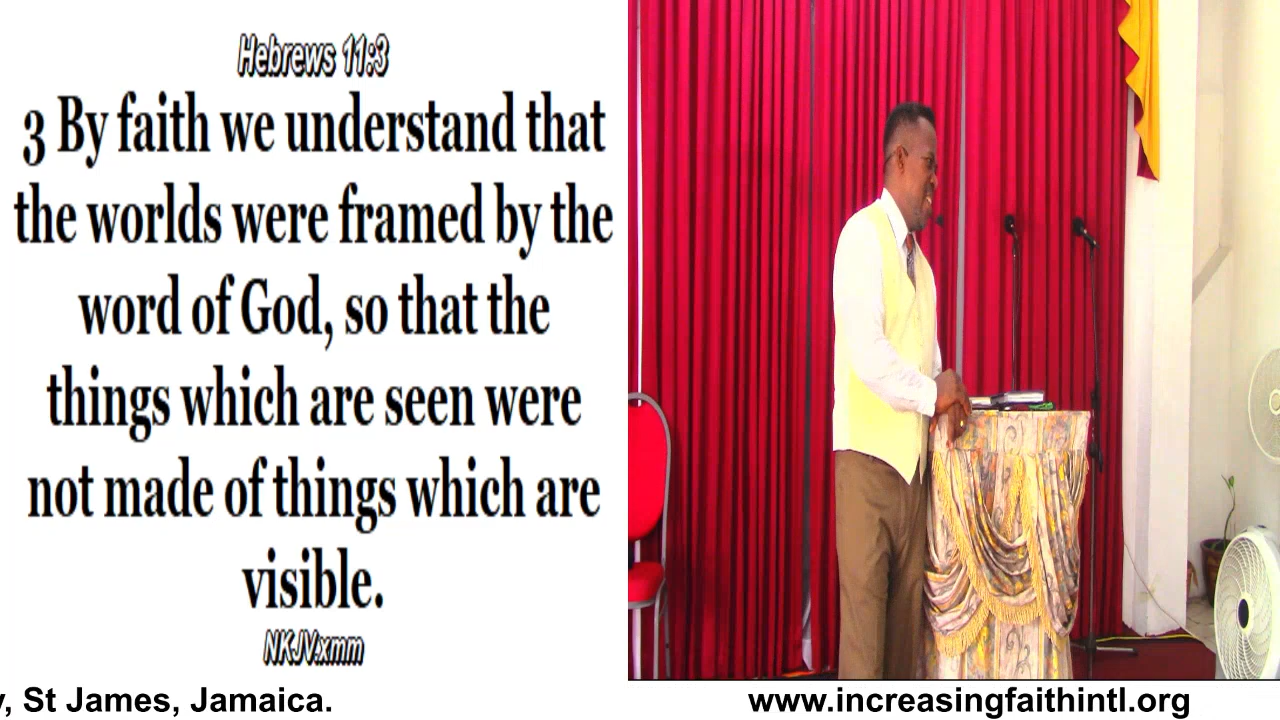 Hebrews 11:3
3 By faith we understand that
the worlds were framed by the
word of God, so that the
things which are seen were
not made of things which are
visible.
NKJV.xmm
, St James, Jamaica.
www.increasingfaithintl.org